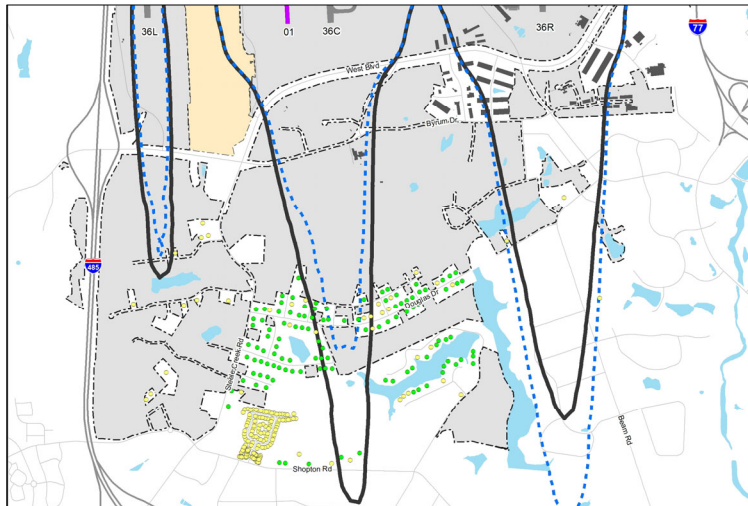 36L
01
36C
36R
77
West Blvd
Byrum Dr
485
Douglas Dr
Steele Creek Rd
Beam Rd
Shopton Rd